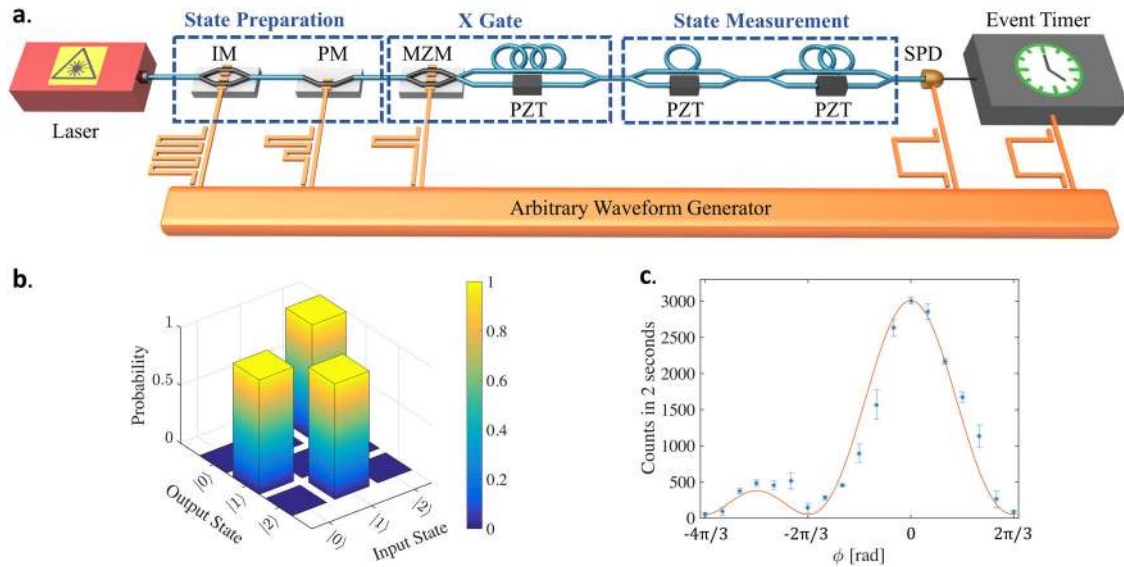 a.
State Preparation
X Gate
State Measurement
Event Timer
IM
PM
MZM
SPD
PZT
PZT
PZT
Laser
Arbitrary Waveform Generator
b.
Probability
1
0.5
0
|0⟩
|1⟩
|2⟩
Output State
|0⟩
|1⟩
|2⟩
Input State
1
0.8
0.6
0.4
0.2
0
c.
Counts in 2 seconds
3000
2500
2000
1500
1000
500
0
-4π/3
-2π/3
0
2π/3
ϕ [rad]